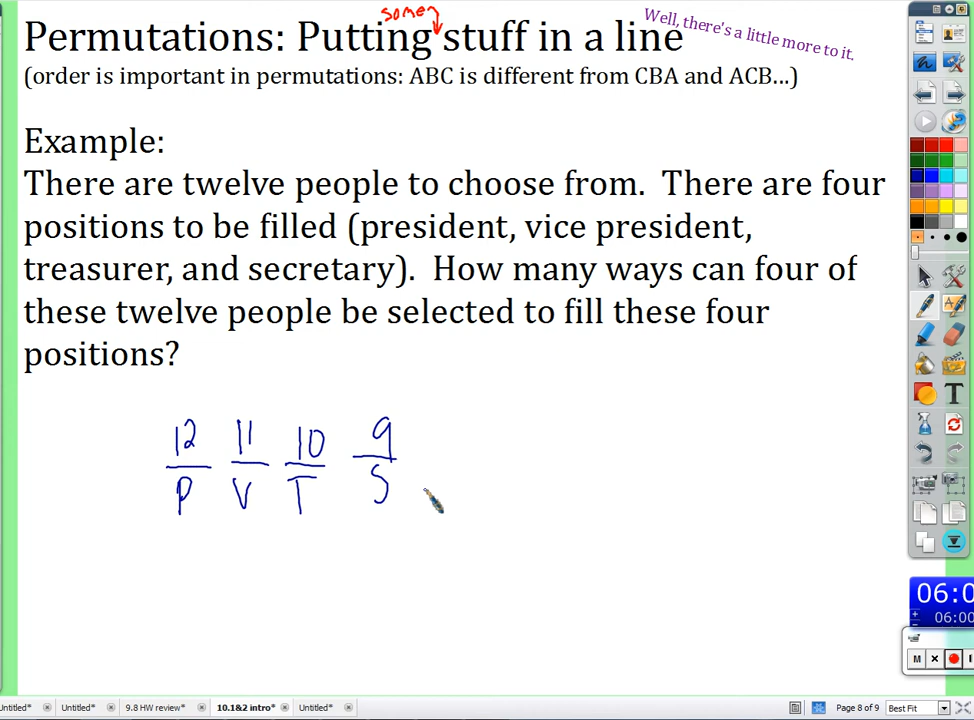 some
Permutations: Putting stuff in a line
Well, there's a little more to it.
(order is important in permutations: ABC is different from CBA and ACB...)
Example:
There are twelve people to choose from. There are four
positions to be filled (president, vice president,
treasurer, and secretary). How many ways can four of
these twelve people be selected to fill these four
positions?
12 11 10 9
P V T S
T
06:0
06:00
M
Untitled* Untitled* 9.8 HW review* 10.1&2 intro* Untitled* Page 8 of 9 Best Fit